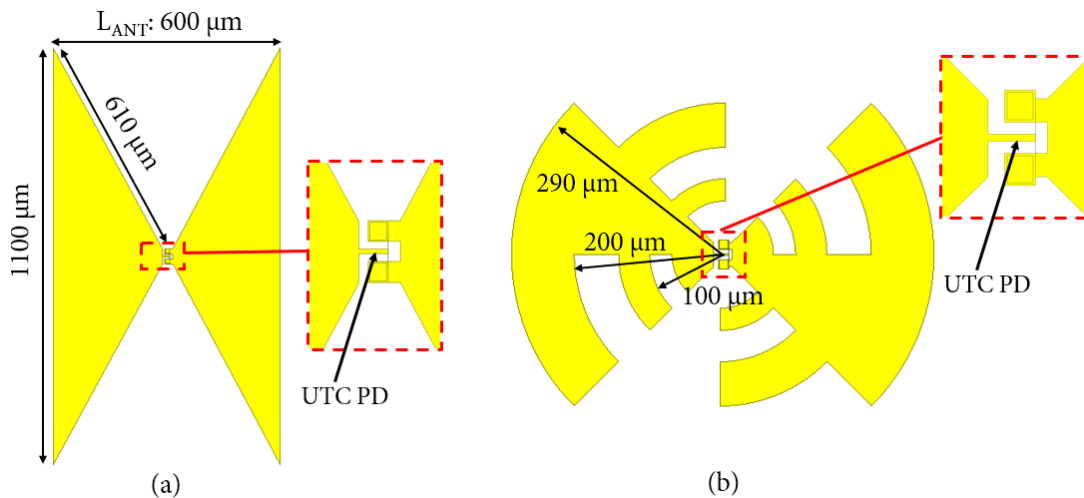 L_ANT: 600 µm
610 µm
1100 µm
UTC PD
(a)
290 µm
200 µm
100 µm
UTC PD
(b)